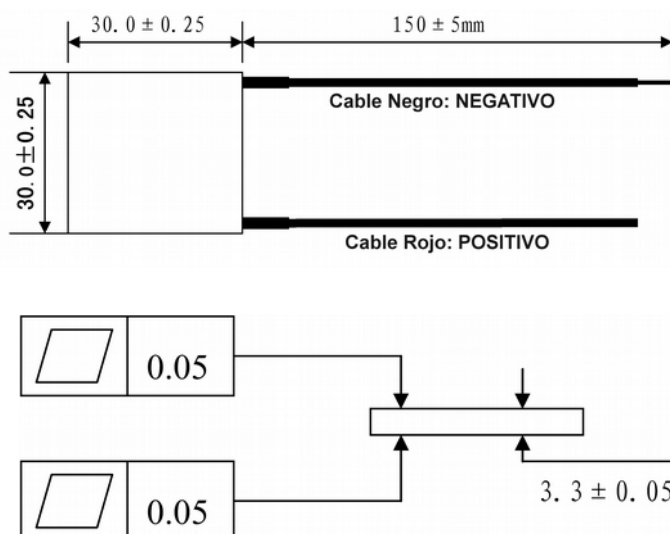 30.0±0.25
150±5mm
30.0±0.25
Cable Negro: NEGATIVO
Cable Rojo: POSITIVO
0.05
0.05
3.3±0.05